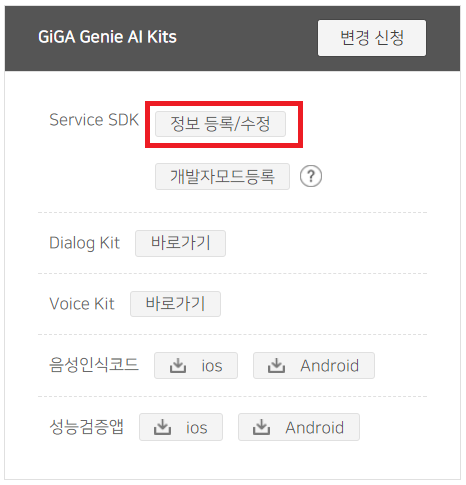 GiGA Genie AI Kits 변경 신청
Service SDK 정보 등록/수정
개발자모드등록 ?
Dialog Kit 바로가기
Voice Kit 바로가기
음성인식코드 ios Android
성능검증앱 ios Android